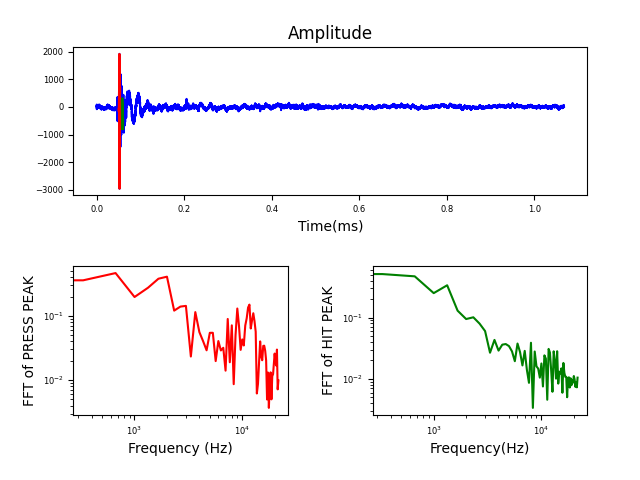 Amplitude
2000
1000
0
−1000
−2000
−3000
0.0 0.2 0.4 0.6 0.8 1.0
Time(ms)
FFT of PRESS PEAK
10⁻¹
10⁻²
10³ 10⁴
Frequency (Hz)
FFT of HIT PEAK
10⁻¹
10⁻²
10³ 10⁴
Frequency(Hz)